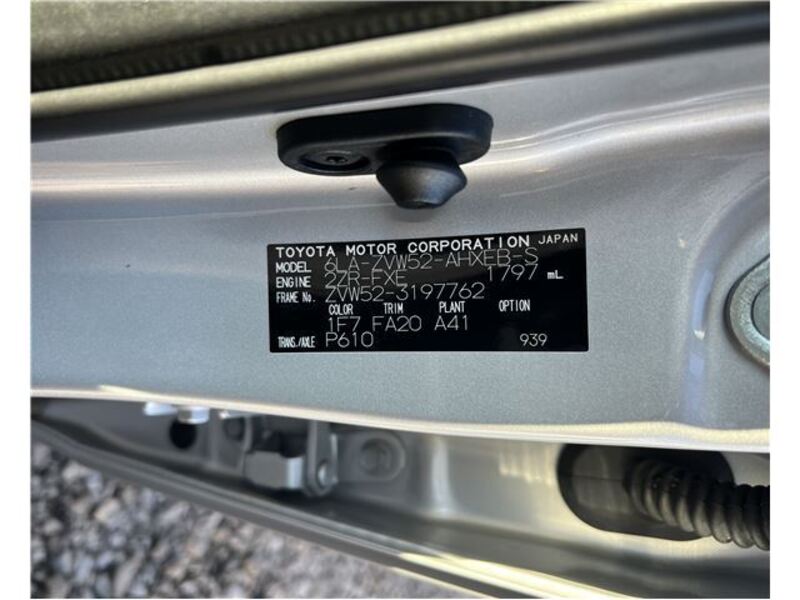 TOYOTA MOTOR CORPORATION JAPAN
MODEL 6LA-ZVW52-AHXEB-S
ENGINE 2ZR-FXE 1797 mL
FRAME No. ZVW52-3197762
COLOR TRIM PLANT OPTION
1F7 FA20 A41
TRANS./AXLE P610 939